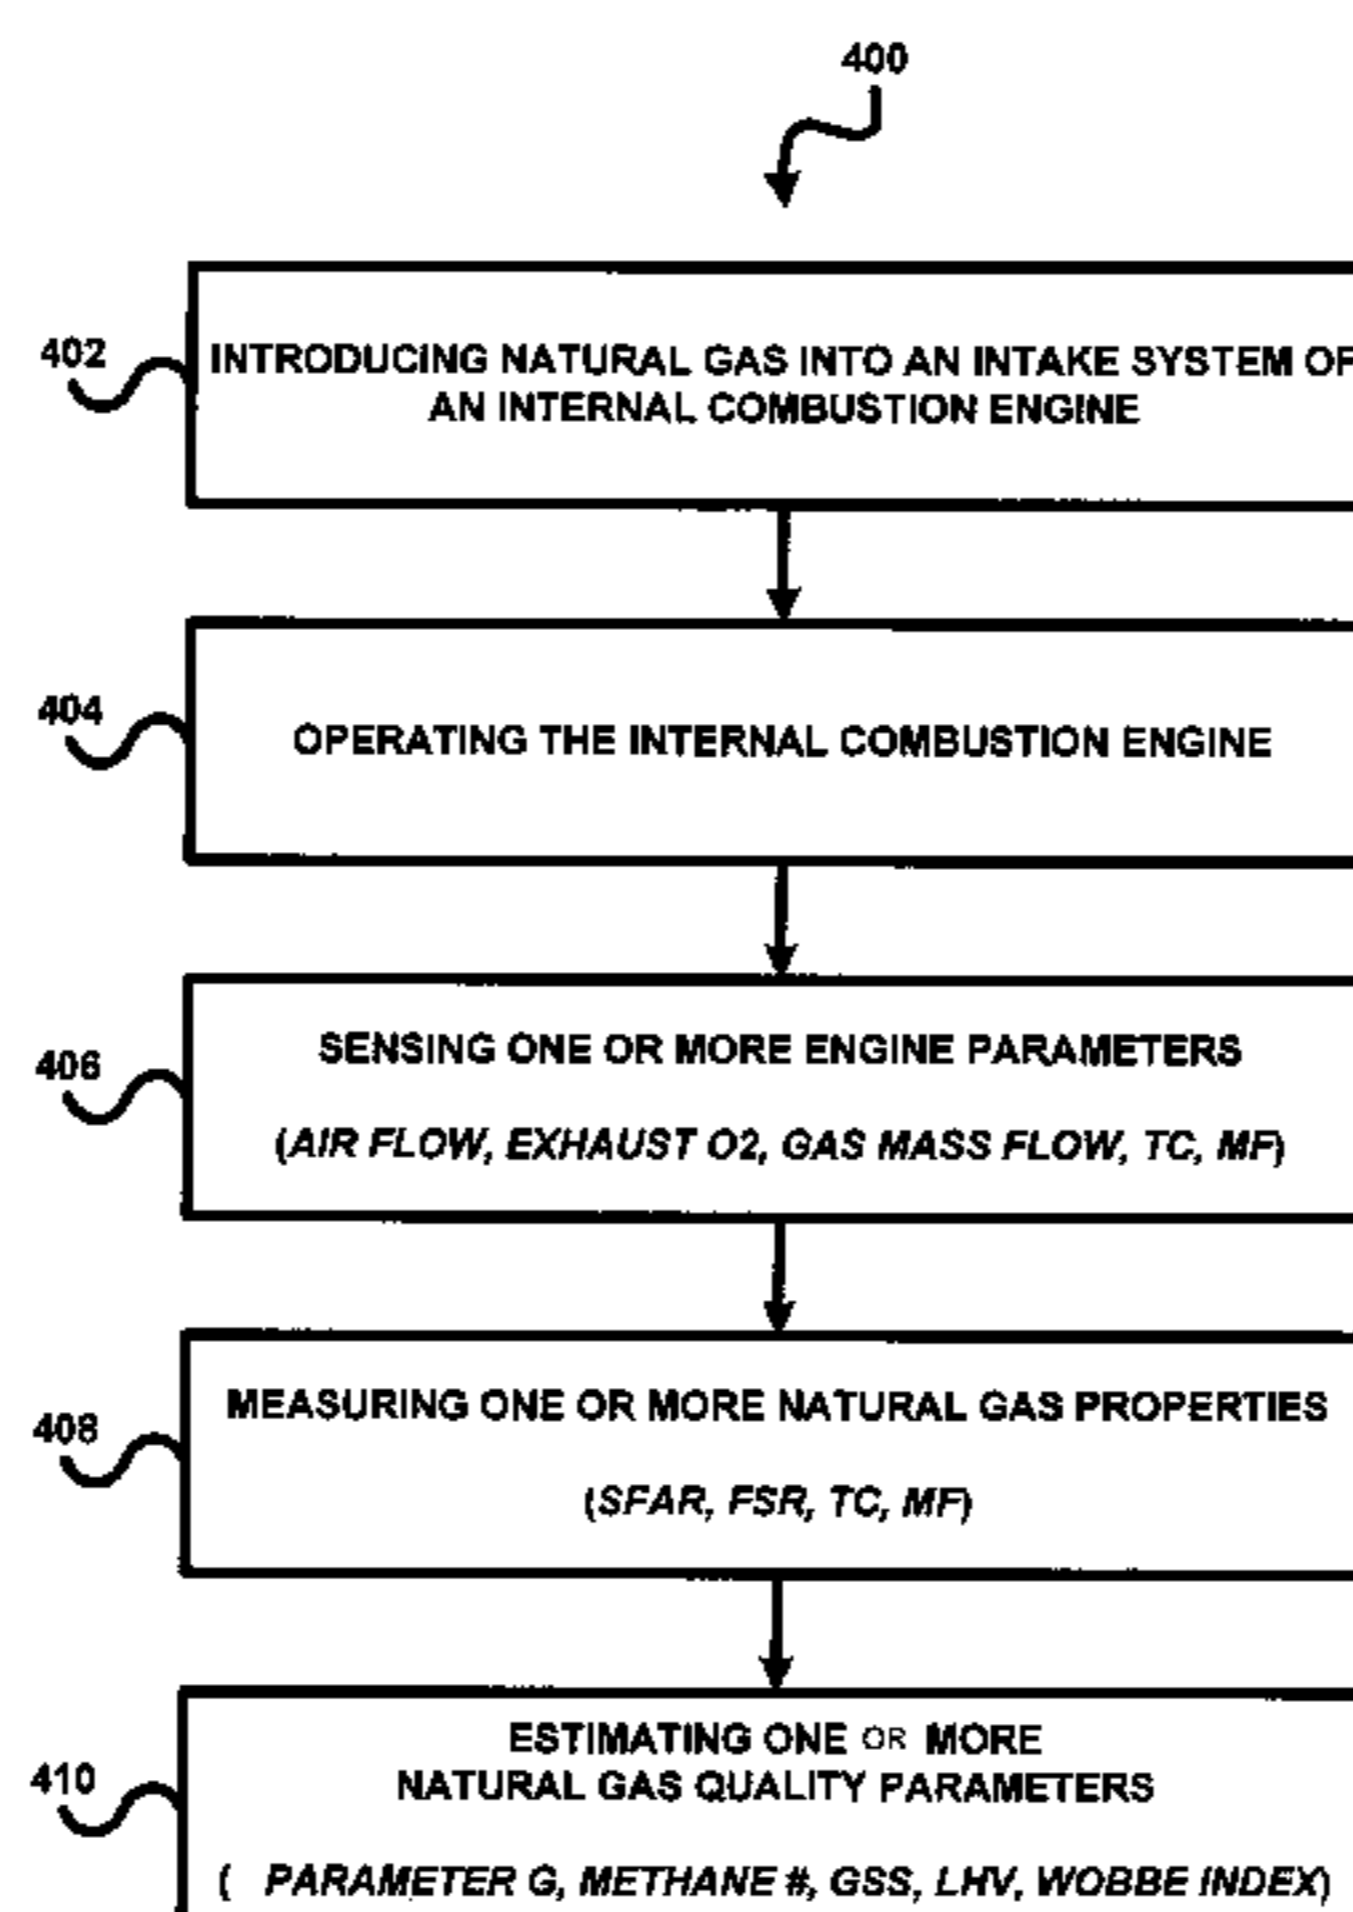 400
402
INTRODUCING NATURAL GAS INTO AN INTAKE SYSTEM OF
AN INTERNAL COMBUSTION ENGINE
404
OPERATING THE INTERNAL COMBUSTION ENGINE
406
SENSING ONE OR MORE ENGINE PARAMETERS
(AIR FLOW, EXHAUST O2, GAS MASS FLOW, TC, MF)
408
MEASURING ONE OR MORE NATURAL GAS PROPERTIES
(SFAR, FSR, TC, MF)
410
ESTIMATING ONE OR MORE
NATURAL GAS QUALITY PARAMETERS
( PARAMETER G, METHANE #, GSS, LHV, WOBBE INDEX)